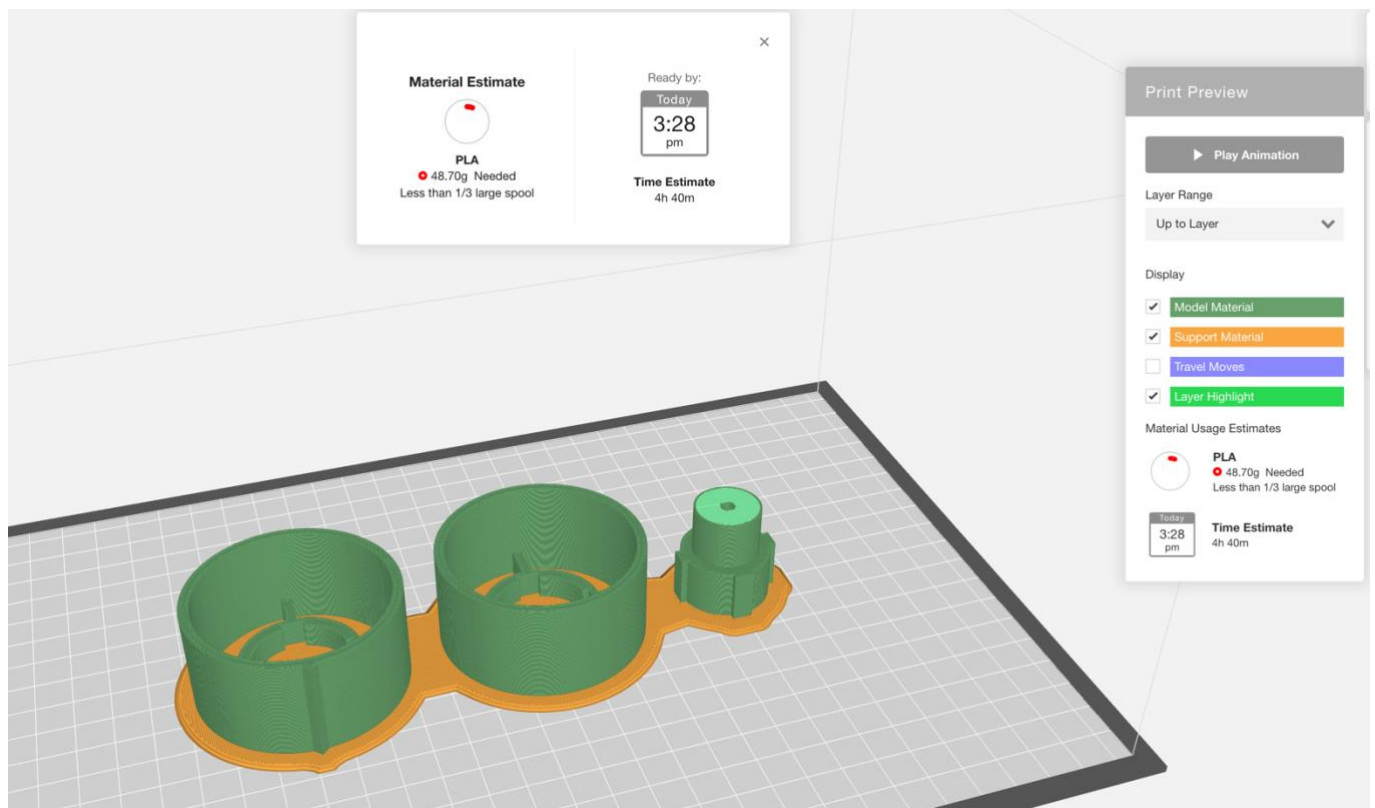 ×
Material Estimate
PLA
48.70g Needed
Less than 1/3 large spool
Ready by:
Today
3:28
pm
Time Estimate
4h 40m
Print Preview
Play Animation
Layer Range
Up to Layer
Display
Model Material
Support Material
Travel Moves
Layer Highlight
Material Usage Estimates
PLA
48.70g Needed
Less than 1/3 large spool
Today
3:28
pm
Time Estimate
4h 40m